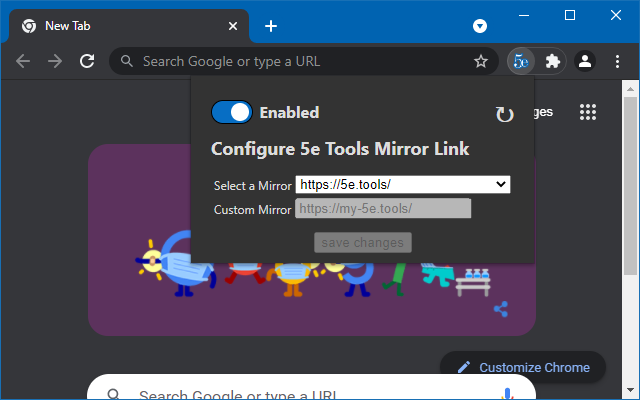 New Tab
Search Google or type a URL
5e
Enabled
ges
Configure 5e Tools Mirror Link
Select a Mirror https://5e.tools/
Custom Mirror https://my-5e.tools/
save changes
Customize Chrome
Search Google or type a URL